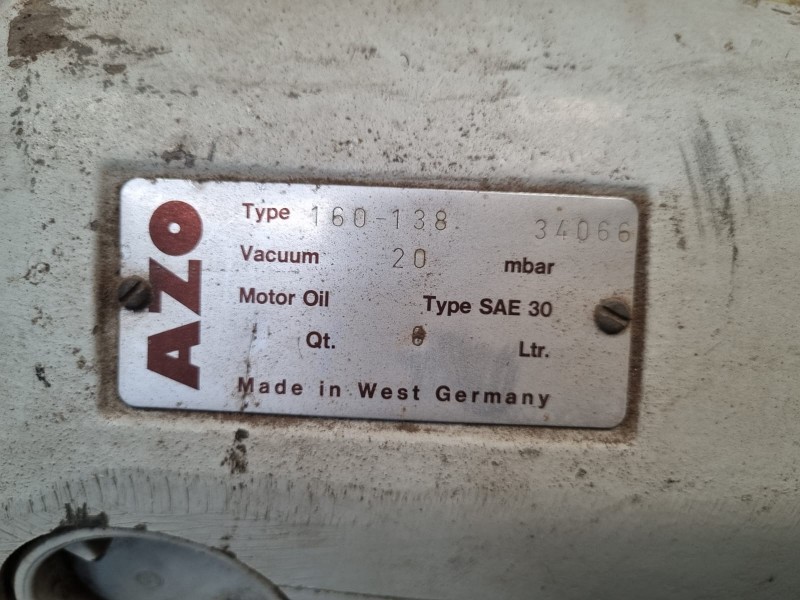 AZO
Type 160-138. 34066
Vacuum 20 mbar
Motor Oil Type SAE 30
Qt. 6 Ltr.
Made in West Germany